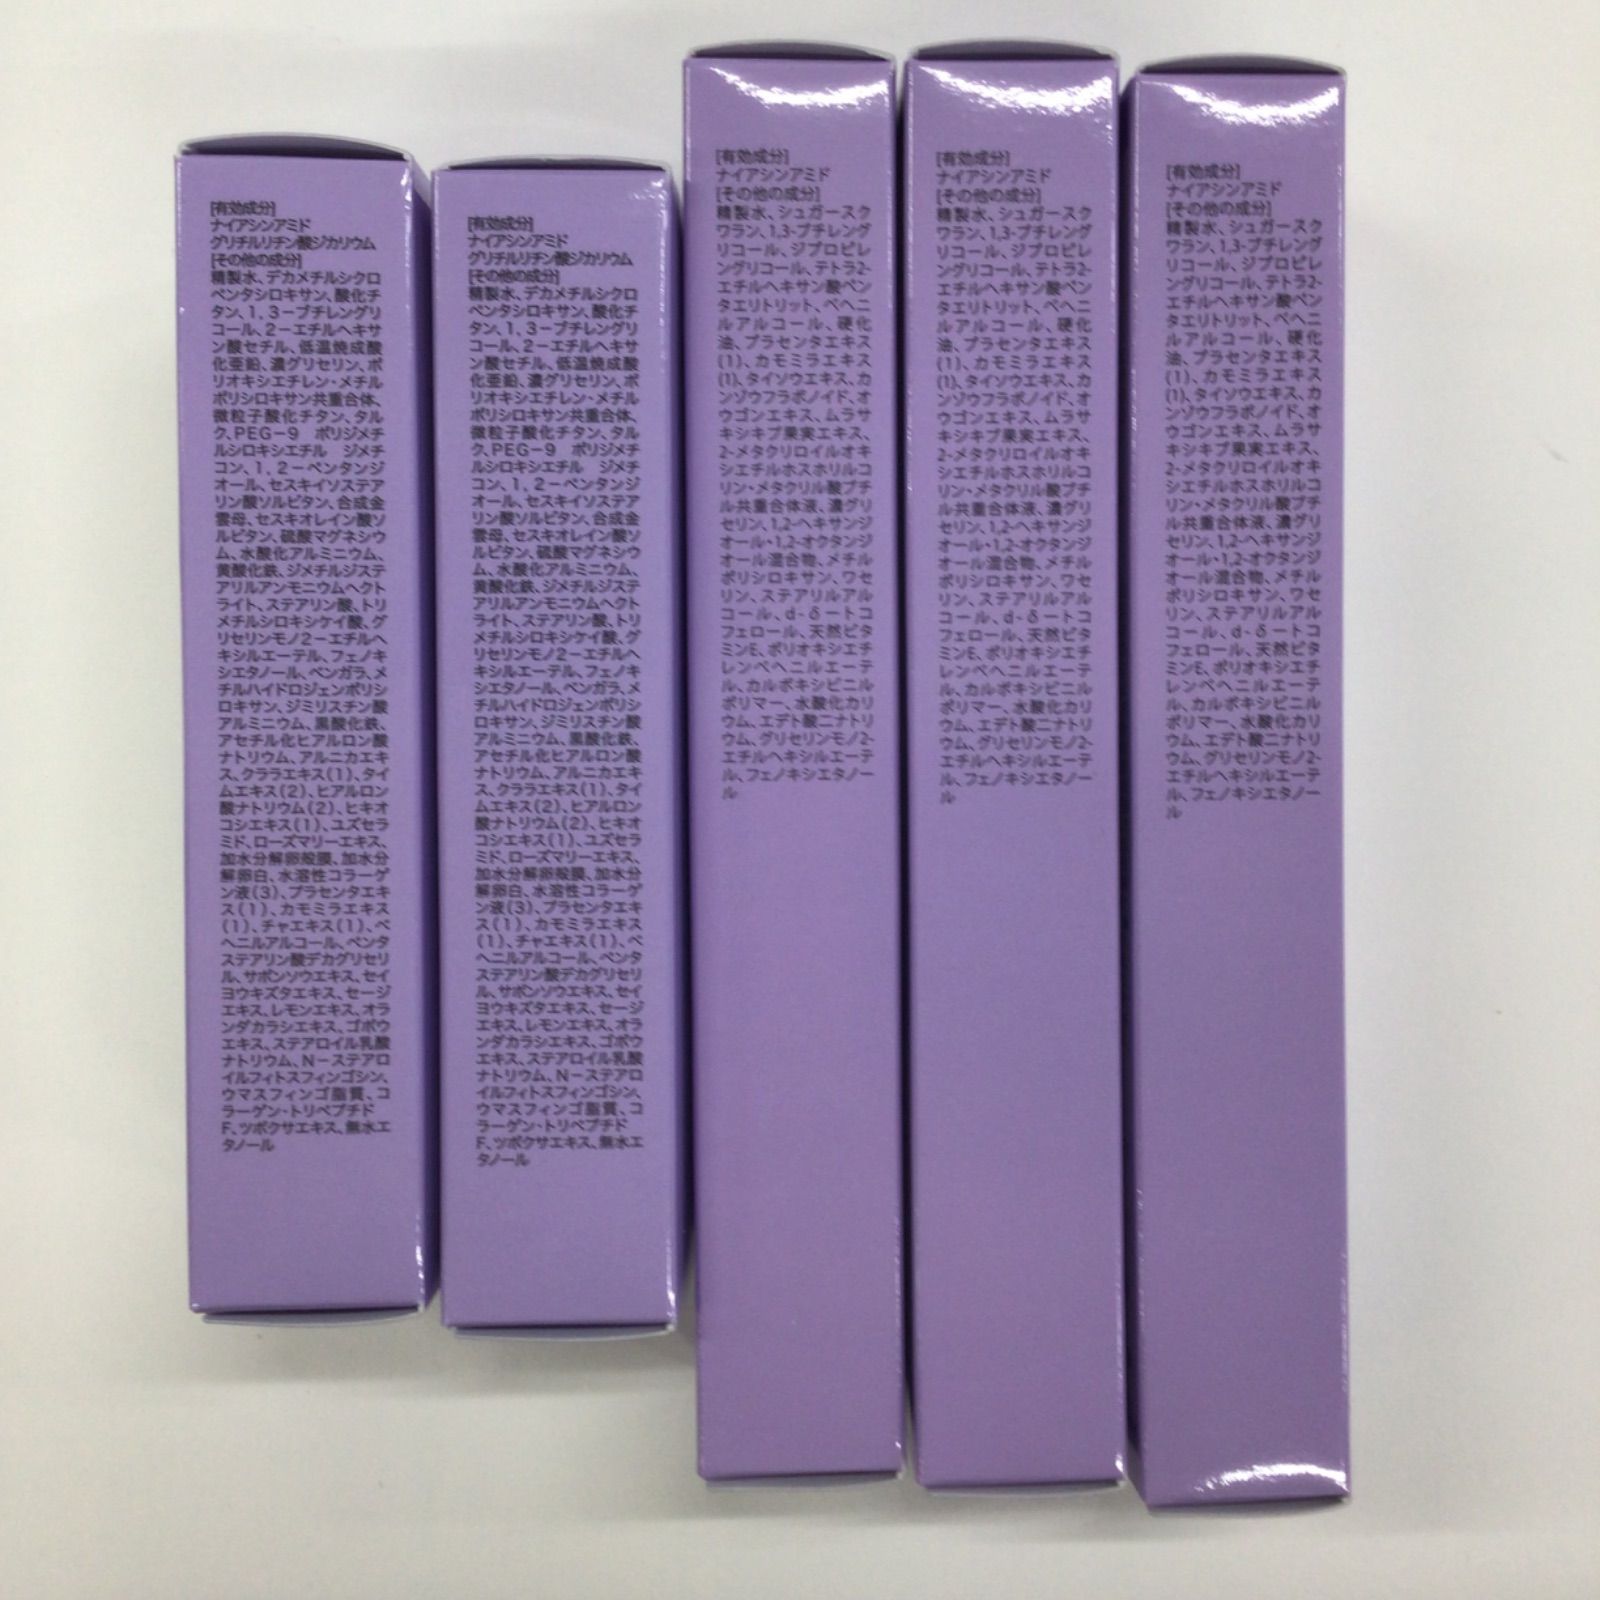 [有効成分]
ナイアシンアミド
グリチルリチン酸ジカリウム
[その他の成分]
精製水、デカメチルシクロ
ペンタシロキサン、酸化チ
タン、1，3－ブチレングリ
コール、2－エチルヘキサ
ン酸セチル、低温焼成酸
化亜鉛、濃グリセリン、ポ
リオキシエチレン・メチル
ポリシロキサン共重合体、
微粒子酸化チタン、タル
ク、PEG－9　ポリジメチ
ルシロキシエチル　ジメチ
コン、1，2－ペンタンジ
オール、セスキイソステア
リン酸ソルビタン、合成金
雲母、セスキオレイン酸ソ
ルビタン、硫酸マグネシウ
ム、水酸化アルミニウム、
黄酸化鉄、ジメチルジステ
アリルアンモニウムヘクト
ライト、ステアリン酸、トリ
メチルシロキシケイ酸、グ
リセリンモノ2－エチルヘ
キシルエーテル、フェノキ
シエタノール、ベンガラ、メ
チルハイドロジェンポリシ
ロキサン、ジミリスチン酸
アルミニウム、黒酸化鉄、
アセチル化ヒアルロン酸
ナトリウム、アルニカエキ
ス、クララエキス（1）、タイ
ムエキス（2）、ヒアルロン
酸ナトリウム（2）、ヒキオ
コシエキス（1）、ユズセラ
ミド、ローズマリーエキス、
加水分解卵殻膜、加水分
解卵白、水溶性コラーゲ
ン液（3）、プラセンタエキ
ス（1）、カモミラエキス
（1）、チャエキス（1）、ベ
ヘニルアルコール、ペンタ
ステアリン酸デカグリセリ
ル、サボンソウエキス、セイ
ヨウキズタエキス、セージ
エキス、レモンエキス、オラ
ンダカラシエキス、ゴボウ
エキス、ステアロイル乳酸
ナトリウム、N－ステアロ
イルフィトスフィンゴシン、
ウマスフィンゴ脂質、コ
ラーゲン・トリペプチド
F、ツボクサエキス、無水エ
タノール
[有効成分]
ナイアシンアミド
グリチルリチン酸ジカリウム
[その他の成分]
精製水、デカメチルシクロ
ペンタシロキサン、酸化チ
タン、1，3－ブチレングリ
コール、2－エチルヘキサ
ン酸セチル、低温焼成酸
化亜鉛、濃グリセリン、ポ
リオキシエチレン・メチル
ポリシロキサン共重合体、
微粒子酸化チタン、タル
ク、PEG－9　ポリジメチ
ルシロキシエチル　ジメチ
コン、1，2－ペンタンジ
オール、セスキイソステア
リン酸ソルビタン、合成金
雲母、セスキオレイン酸ソ
ルビタン、硫酸マグネシウ
ム、水酸化アルミニウム、
黄酸化鉄、ジメチルジステ
アリルアンモニウムヘクト
ライト、ステアリン酸、トリ
メチルシロキシケイ酸、グ
リセリンモノ2－エチルヘ
キシルエーテル、フェノキ
シエタノール、ベンガラ、メ
チルハイドロジェンポリシ
ロキサン、ジミリスチン酸
アルミニウム、黒酸化鉄、
アセチル化ヒアルロン酸
ナトリウム、アルニカエキ
ス、クララエキス（1）、タイ
ムエキス（2）、ヒアルロン
酸ナトリウム（2）、ヒキオ
コシエキス（1）、ユズセラ
ミド、ローズマリーエキス、
加水分解卵殻膜、加水分
解卵白、水溶性コラーゲ
ン液（3）、プラセンタエキ
ス（1）、カモミラエキス
（1）、チャエキス（1）、ベ
ヘニルアルコール、ペンタ
ステアリン酸デカグリセリ
ル、サボンソウエキス、セイ
ヨウキズタエキス、セージ
エキス、レモンエキス、オラ
ンダカラシエキス、ゴボウ
エキス、ステアロイル乳酸
ナトリウム、N－ステアロ
イルフィトスフィンゴシン、
ウマスフィンゴ脂質、コ
ラーゲン・トリペプチド
F、ツボクサエキス、無水エ
タノール
[有効成分]
ナイアシンアミド
[その他の成分]
精製水、シュガースク
ワラン、1,3-ブチレング
リコール、ジプロピレ
ングリコール、テトラ2-
エチルヘキサン酸ペン
タエリトリット、ベヘニ
ルアルコール、硬化
油、プラセンタエキス
(1)、カモミラエキス
(1)、タイソウエキス、カ
ンゾウフラボノイド、オ
ウゴンエキス、ムラサ
キシキブ果実エキス、
2-メタクリロイルオキ
シエチルホスホリルコ
リン・メタクリル酸ブチ
ル共重合体液、濃グリ
セリン、1,2-ヘキサンジ
オール・1,2-オクタンジ
オール混合物、メチル
ポリシロキサン、ワセ
リン、ステアリルアル
コール、d-δ－トコ
フェロール、天然ビタ
ミンE、ポリオキシエチ
レンベヘニルエーテ
ル、カルボキシビニル
ポリマー、水酸化カリ
ウム、エデト酸二ナトリ
ウム、グリセリンモノ2-
エチルヘキシルエーテ
ル、フェノキシエタノー
ル
[有効成分]
ナイアシンアミド
[その他の成分]
精製水、シュガースク
ワラン、1,3-ブチレング
リコール、ジプロピレ
ングリコール、テトラ2-
エチルヘキサン酸ペン
タエリトリット、ベヘニ
ルアルコール、硬化
油、プラセンタエキス
(1)、カモミラエキス
(1)、タイソウエキス、カ
ンゾウフラボノイド、オ
ウゴンエキス、ムラサ
キシキブ果実エキス、
2-メタクリロイルオキ
シエチルホスホリルコ
リン・メタクリル酸ブチ
ル共重合体液、濃グリ
セリン、1,2-ヘキサンジ
オール・1,2-オクタンジ
オール混合物、メチル
ポリシロキサン、ワセ
リン、ステアリルアル
コール、d-δ－トコ
フェロール、天然ビタ
ミンE、ポリオキシエチ
レンベヘニルエーテ
ル、カルボキシビニル
ポリマー、水酸化カリ
ウム、エデト酸二ナトリ
ウム、グリセリンモノ2-
エチルヘキシルエーテ
ル、フェノキシエタノー
ル
[有効成分]
ナイアシンアミド
[その他の成分]
精製水、シュガースク
ワラン、1,3-ブチレング
リコール、ジプロピレ
ングリコール、テトラ2-
エチルヘキサン酸ペン
タエリトリット、ベヘニ
ルアルコール、硬化
油、プラセンタエキス
(1)、カモミラエキス
(1)、タイソウエキス、カ
ンゾウフラボノイド、オ
ウゴンエキス、ムラサ
キシキブ果実エキス、
2-メタクリロイルオキ
シエチルホスホリルコ
リン・メタクリル酸ブチ
ル共重合体液、濃グリ
セリン、1,2-ヘキサンジ
オール・1,2-オクタンジ
オール混合物、メチル
ポリシロキサン、ワセ
リン、ステアリルアル
コール、d-δ－トコ
フェロール、天然ビタ
ミンE、ポリオキシエチ
レンベヘニルエーテ
ル、カルボキシビニル
ポリマー、水酸化カリ
ウム、エデト酸二ナトリ
ウム、グリセリンモノ2-
エチルヘキシルエーテ
ル、フェノキシエタノー
ル